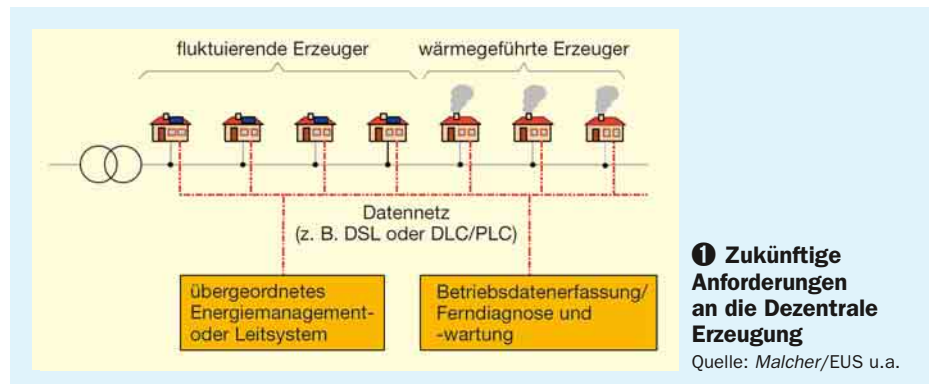 fluktuierende Erzeuger
wärmegeführte Erzeuger
Datennetz
(z. B. DSL oder DLC/PLC)
übergeordnetes
Energiemanagement-
oder Leitsystem
Betriebsdatenerfassung/
Ferndiagnose und
-wartung
❶ Zukünftige
Anforderungen
an die Dezentrale
Erzeugung
Quelle: Malcher/EUS u.a.